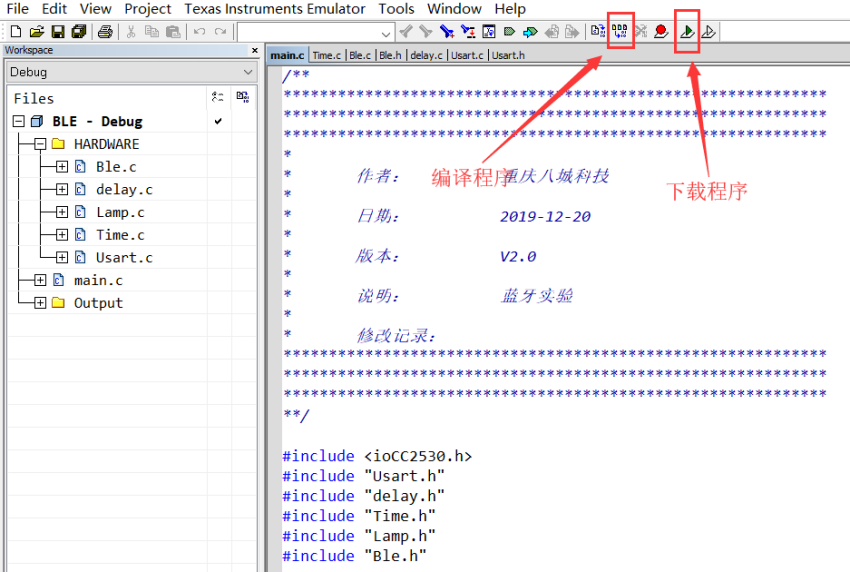 File Edit View Project Texas Instruments Emulator Tools Window Help
Workspace
Debug
Files
BLE - Debug
HARDWARE
Ble.c
delay.c
Lamp.c
Time.c
Usart.c
main.c
Output
main.c Time.c Ble.c Ble.h delay.c Usart.c Usart.h
/**
************************************************************
************************************************************
************************************************************
*
* 作者： 重庆八城科技
*
* 日期： 2019-12-20
*
* 版本： V2.0
*
* 说明： 蓝牙实验
*
* 修改记录：
************************************************************
************************************************************
************************************************************
**/
#include <ioCC2530.h>
#include "Usart.h"
#include "delay.h"
#include "Time.h"
#include "Lamp.h"
#include "Ble.h"
编译程序
下载程序